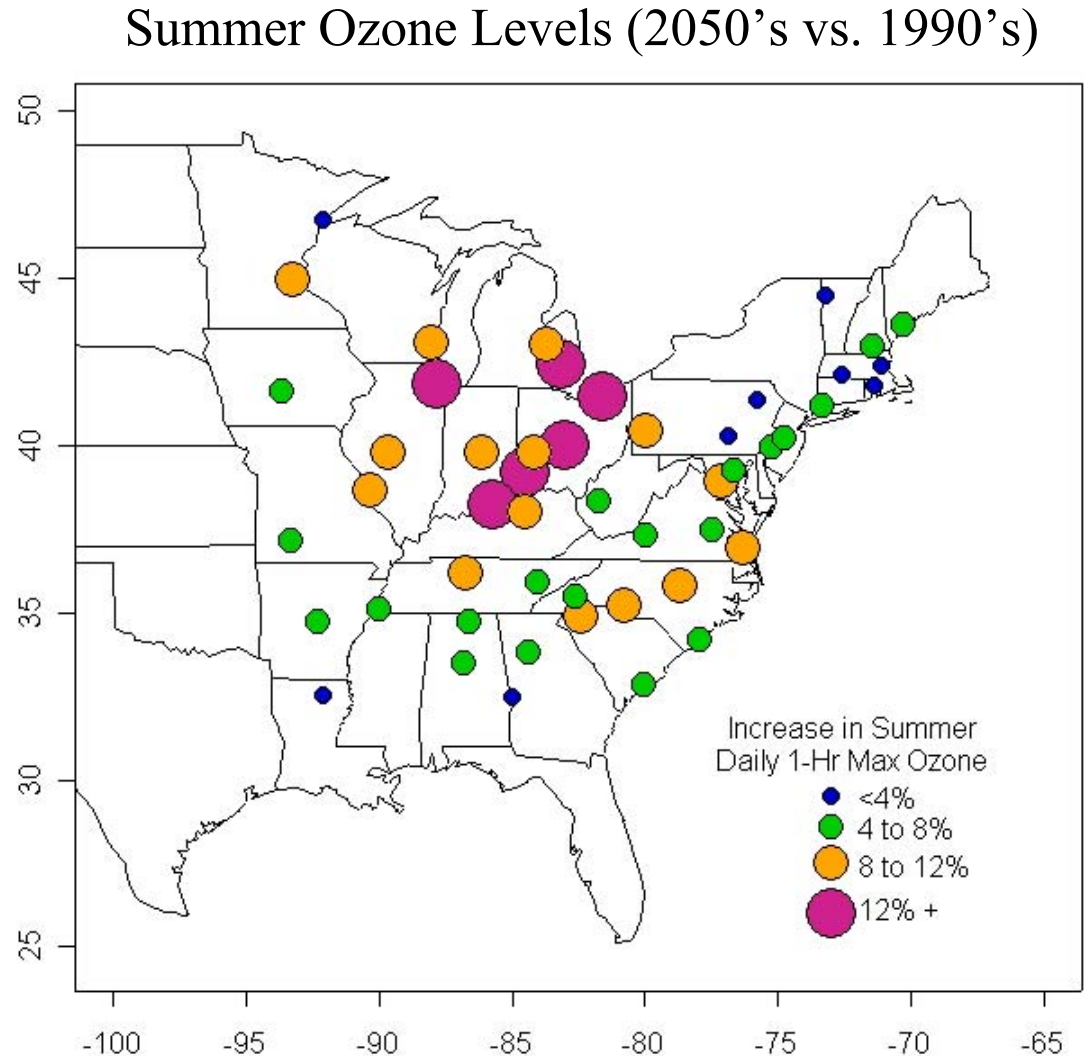 Summer Ozone Levels (2050’s vs. 1990’s)
50
45
40
35
30
25
Increase in Summer
Daily 1-Hr Max Ozone
<4%
4 to 8%
8 to 12%
12% +
-100 -95 -90 -85 -80 -75 -70 -65